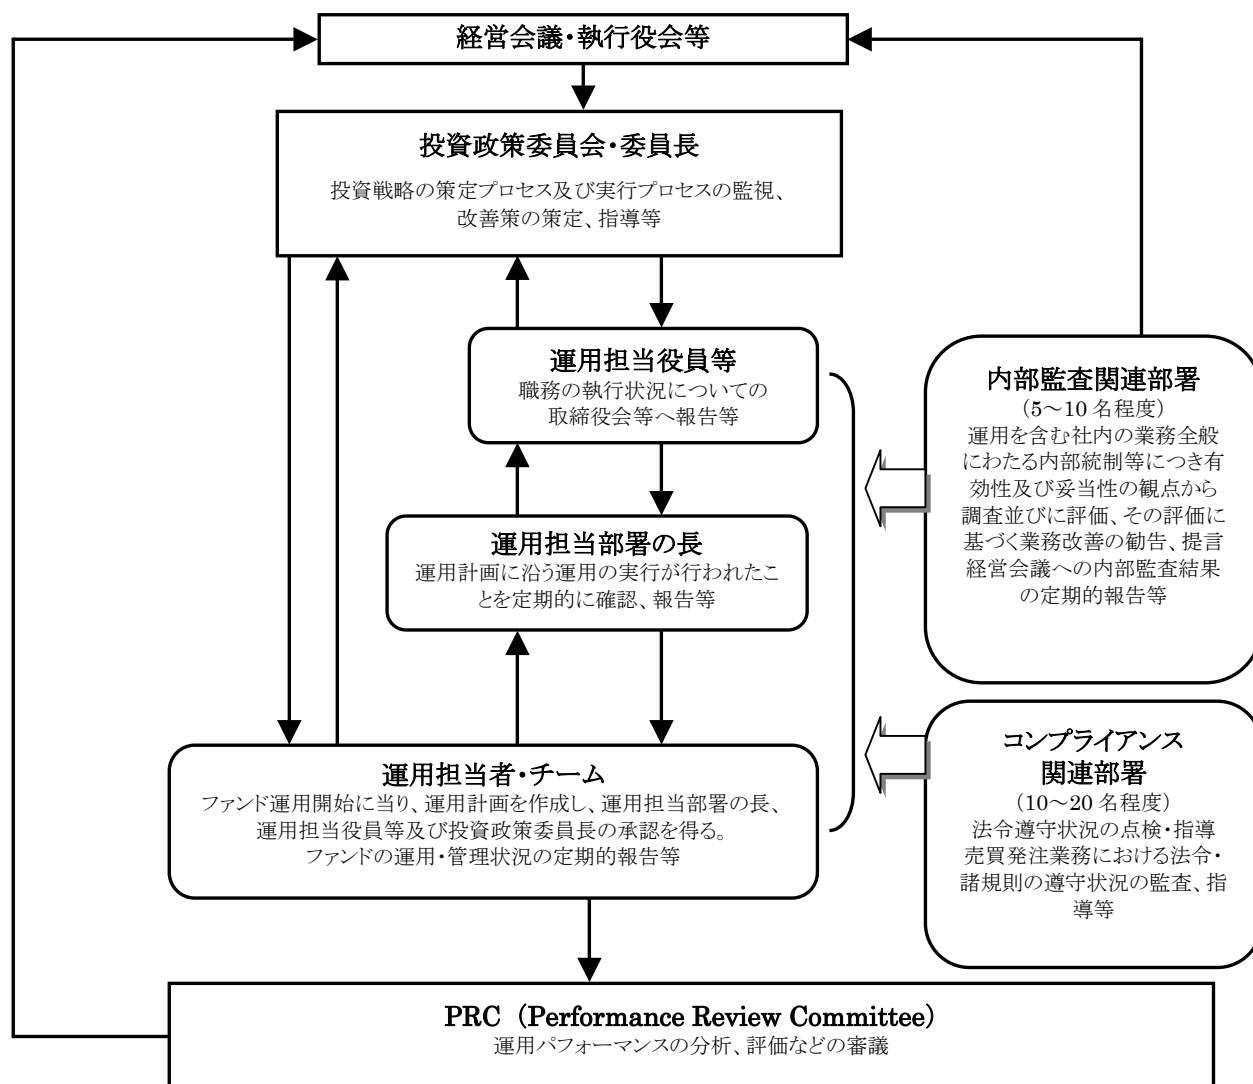 経営会議・執行役会等
投資政策委員会・委員長
投資戦略の策定プロセス及び実行プロセスの監視、
改善策の策定、指導等
運用担当役員等
職務の執行状況についての
取締役会等へ報告等
運用担当部署の長
運用計画に沿う運用の実行が行われたこ
とを定期的に確認、報告等
運用担当者・チーム
ファンド運用開始に当り、運用計画を作成し、運用担当部署の長、
運用担当役員等及び投資政策委員長の承認を得る。
ファンドの運用・管理状況の定期的報告等
内部監査関連部署
(5～10 名程度)
運用を含む社内の業務全般
にわたる内部統制等につき有
効性及び妥当性の観点から
調査並びに評価、その評価に
基づく業務改善の勧告、提言
経営会議への内部監査結果
の定期的報告等
コンプライアンス
関連部署
(10～20 名程度)
法令遵守状況の点検・指導
売買発注業務における法令・
諸規則の遵守状況の監査、指
導等
PRC (Performance Review Committee)
運用パフォーマンスの分析、評価などの審議